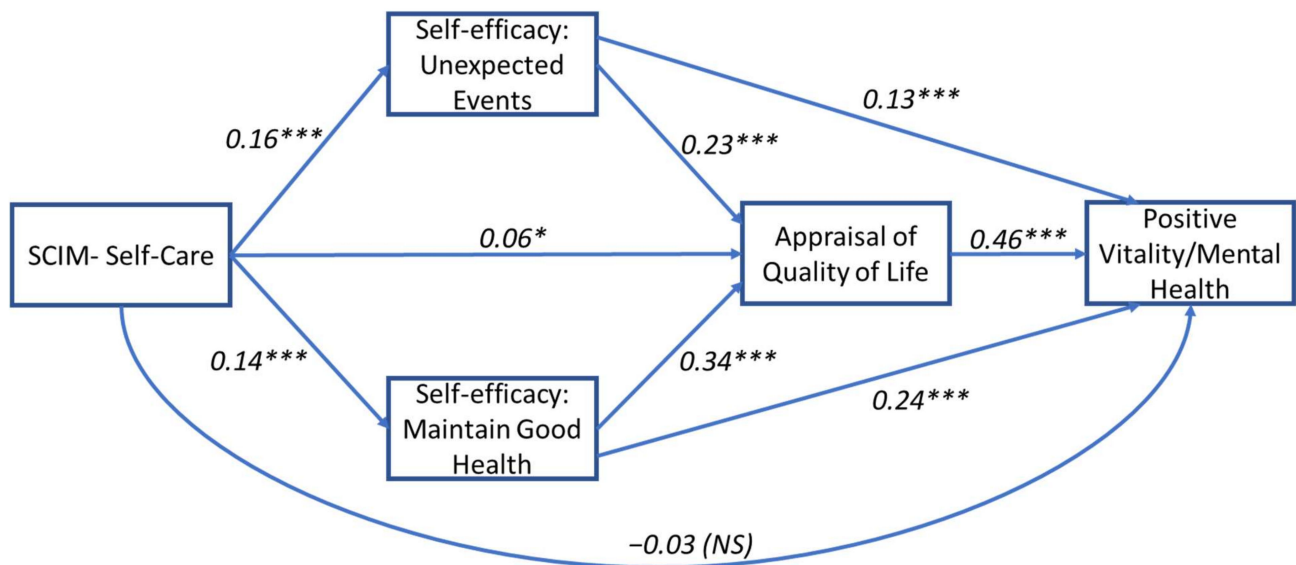 Self-efficacy:
Unexpected
Events
0.13***
0.16***
0.23***
SCIM- Self-Care
0.06*
Appraisal of
Quality of Life
0.46***
Positive
Vitality/Mental
Health
0.14***
0.34***
Self-efficacy:
Maintain Good
Health
0.24***
−0.03 (NS)